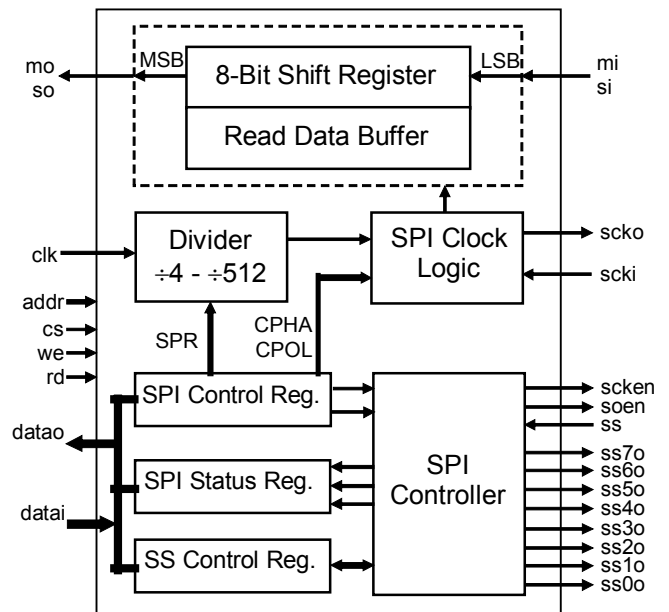 mo
so
MSB
8-Bit Shift Register
LSB
mi
si
Read Data Buffer
clk
Divider
÷4 - ÷512
SPI Clock
Logic
scko
scki
addr
cs
we
rd
SPR
CPHA
CPOL
SPI Control Reg.
scken
soen
ss
datao
SPI Status Reg.
SPI
Controller
datai
SS Control Reg.
ss7o
ss6o
ss5o
ss4o
ss3o
ss2o
ss1o
ss0o